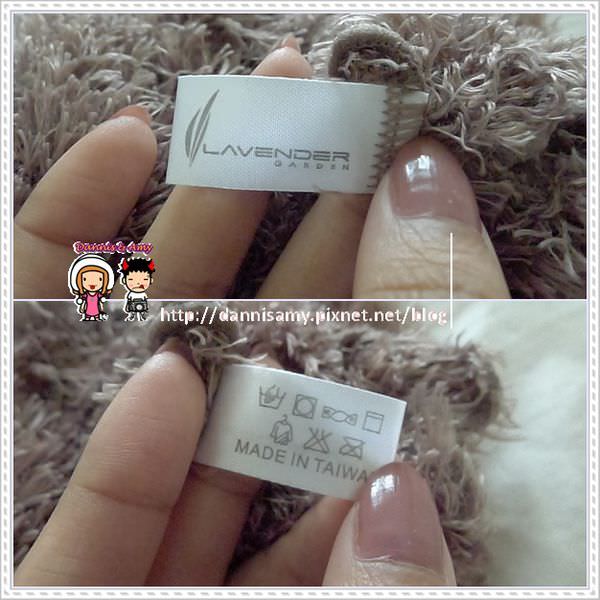 LAVENDER
GARDEN
Dannis & Amy
http://dannisamy.pixnet.net/blog
MADE IN TAIWA